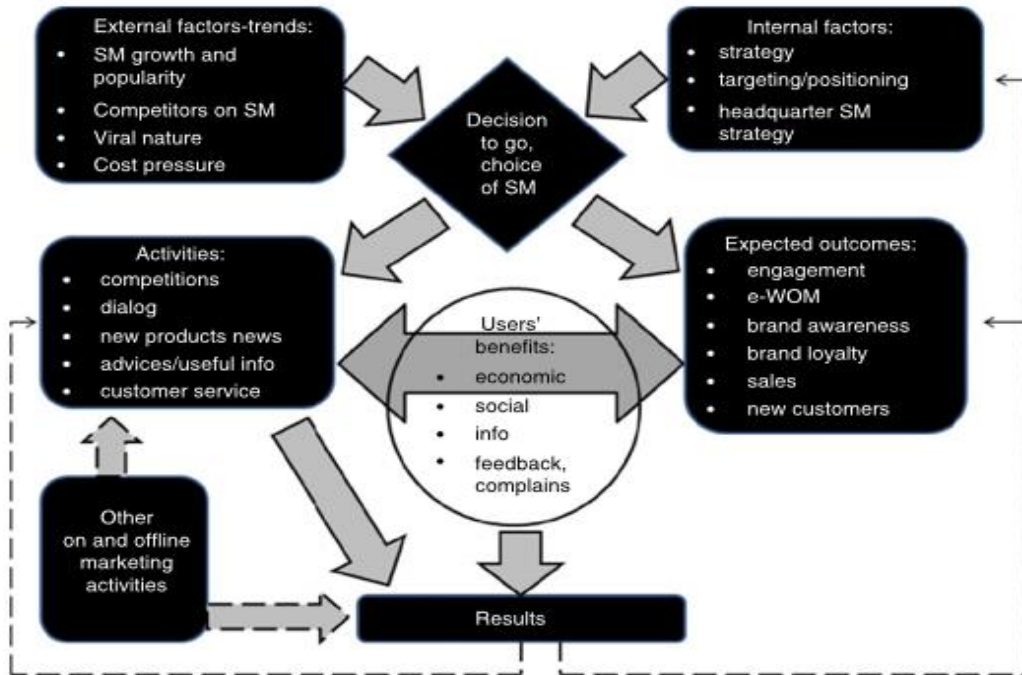 External factors-trends:
• SM growth and
popularity
• Competitors on SM
• Viral nature
• Cost pressure
Internal factors:
• strategy
• targeting/positioning
• headquarter SM
strategy
Decision
to go,
choice
of SM
Activities:
• competitions
• dialog
• new products news
• advices/useful info
• customer service
Users'
benefits:
• economic
• social
• info
• feedback,
complains
Expected outcomes:
• engagement
• e-WOM
• brand awareness
• brand loyalty
• sales
• new customers
Other
on and offline
marketing
activities
Results